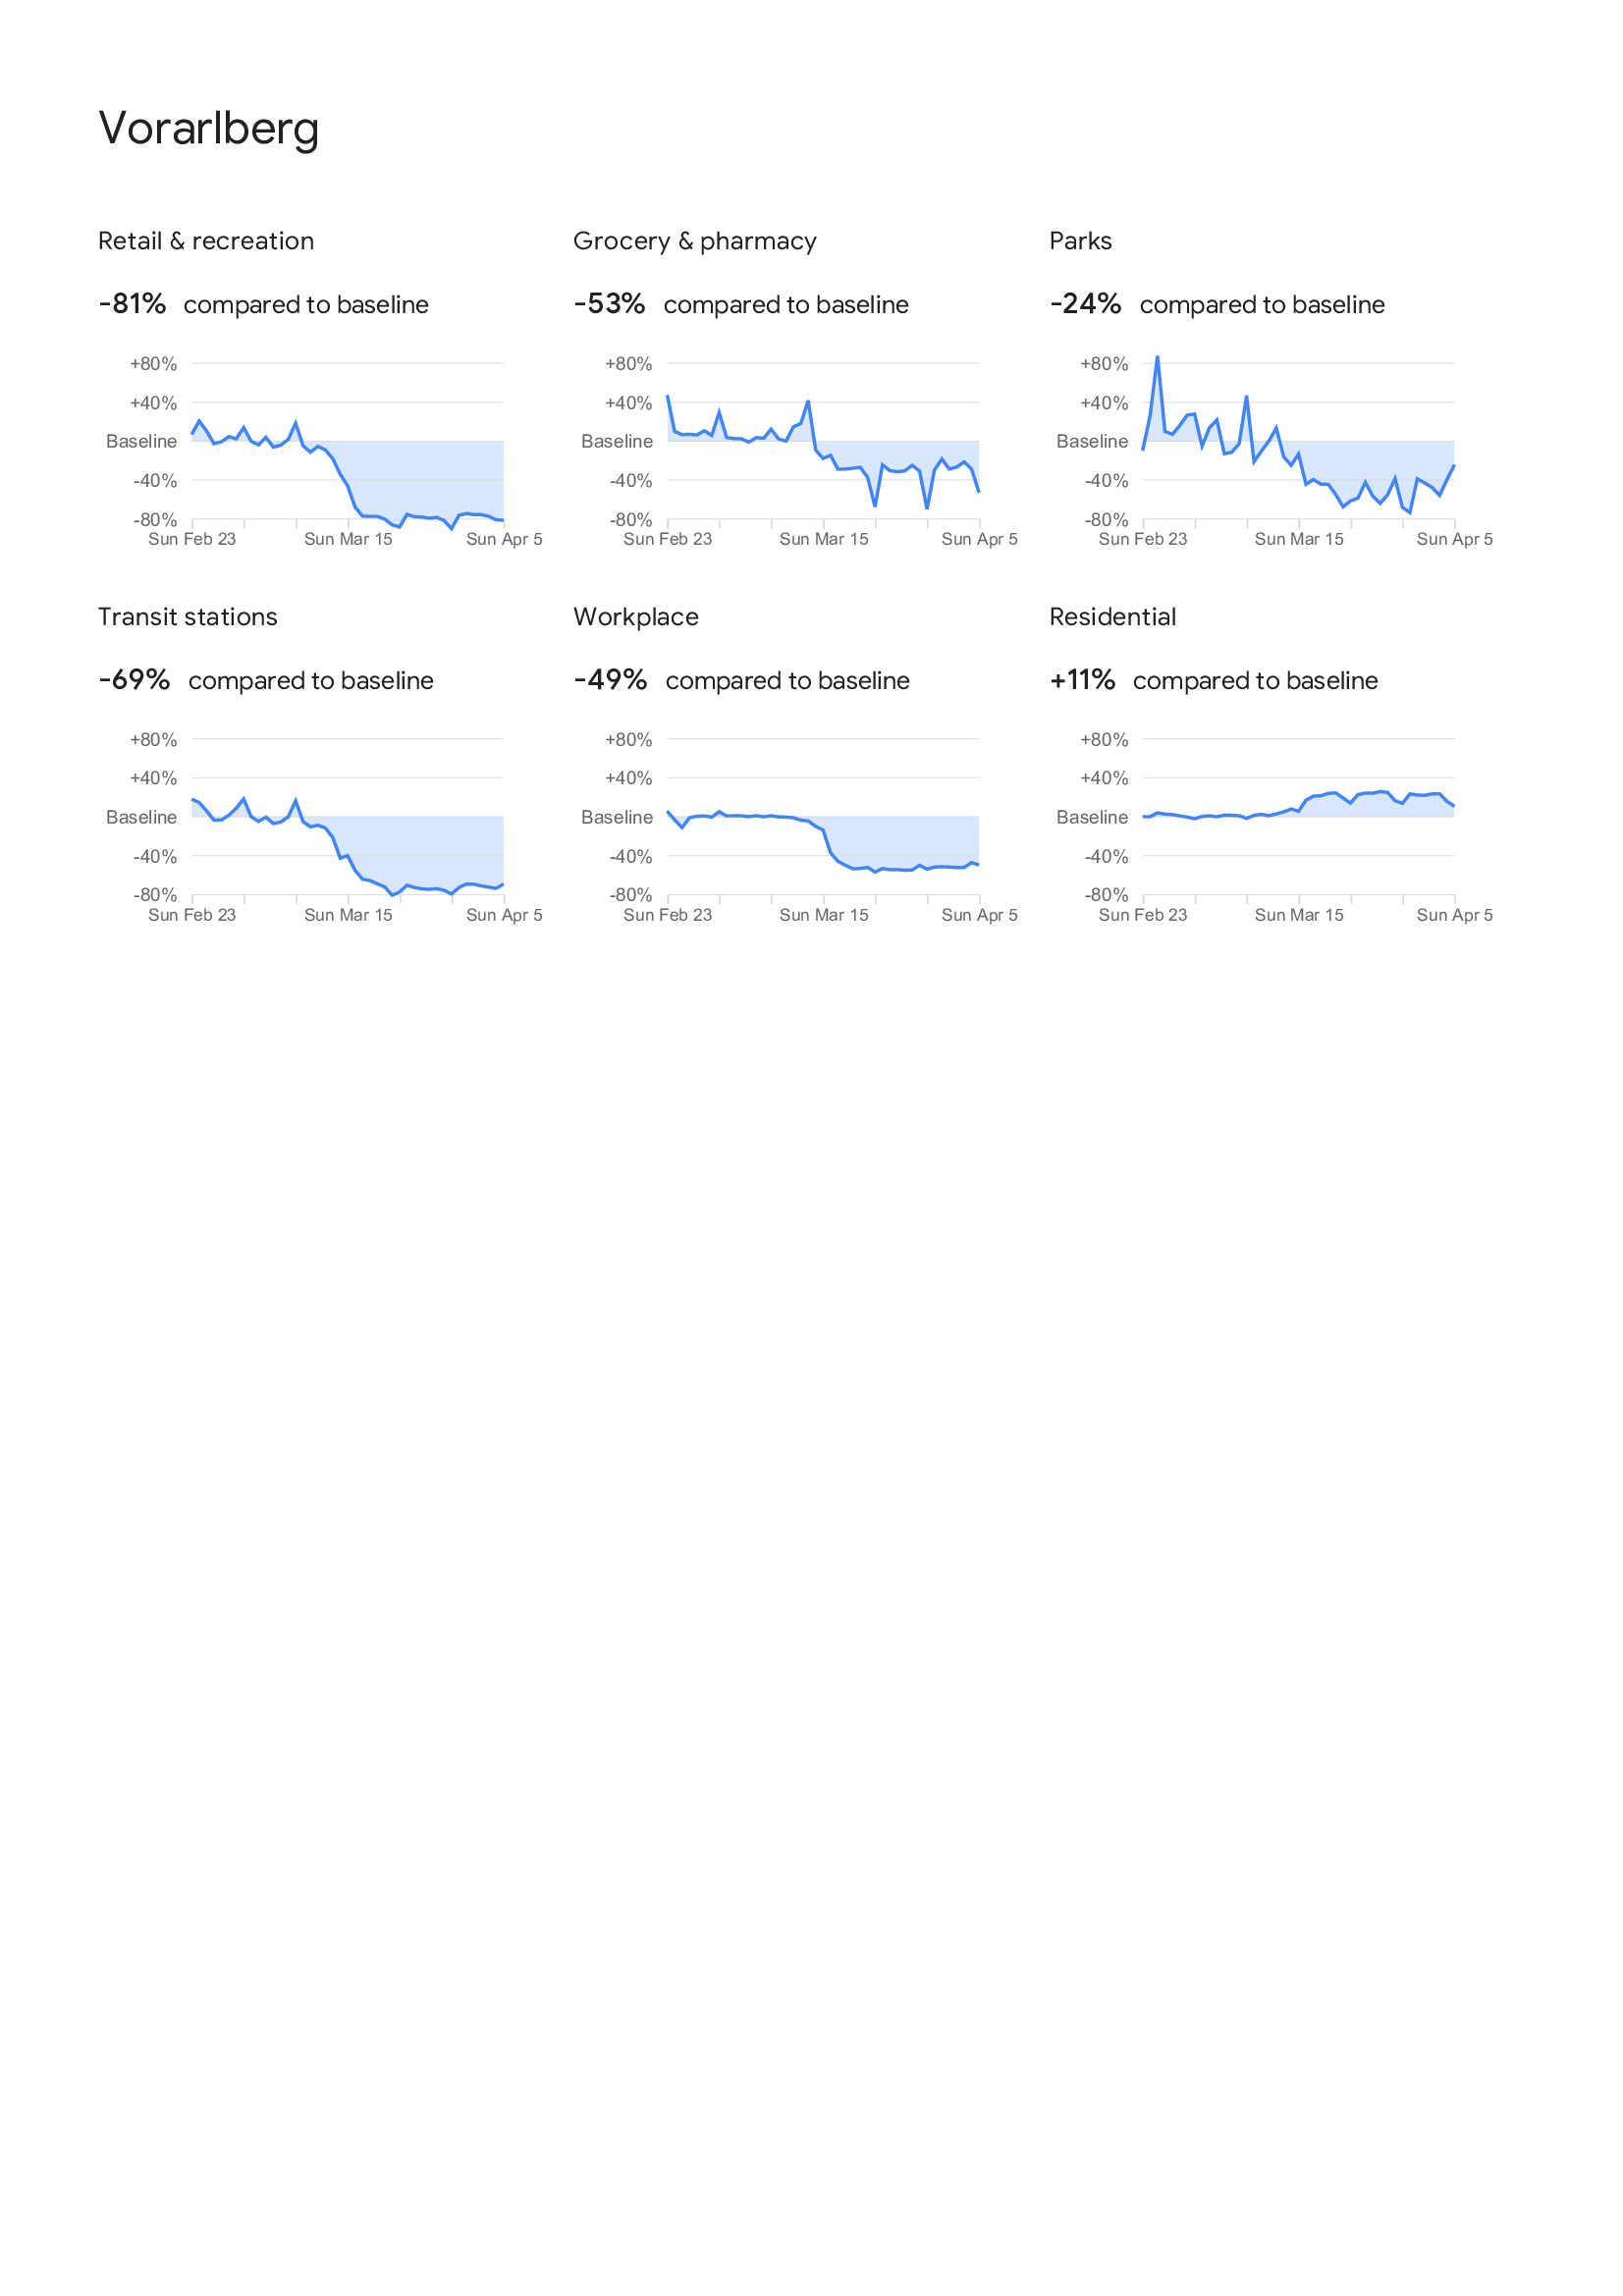 Vorarlberg
Retail & recreation
-81% compared to baseline
+80%
+40%
Baseline
-40%
-80%
Sun Feb 23 Sun Mar 15 Sun Apr 5
Grocery & pharmacy
-53% compared to baseline
+80%
+40%
Baseline
-40%
-80%
Sun Feb 23 Sun Mar 15 Sun Apr 5
Parks
-24% compared to baseline
+80%
+40%
Baseline
-40%
-80%
Sun Feb 23 Sun Mar 15 Sun Apr 5
Transit stations
-69% compared to baseline
+80%
+40%
Baseline
-40%
-80%
Sun Feb 23 Sun Mar 15 Sun Apr 5
Workplace
-49% compared to baseline
+80%
+40%
Baseline
-40%
-80%
Sun Feb 23 Sun Mar 15 Sun Apr 5
Residential
+11% compared to baseline
+80%
+40%
Baseline
-40%
-80%
Sun Feb 23 Sun Mar 15 Sun Apr 5